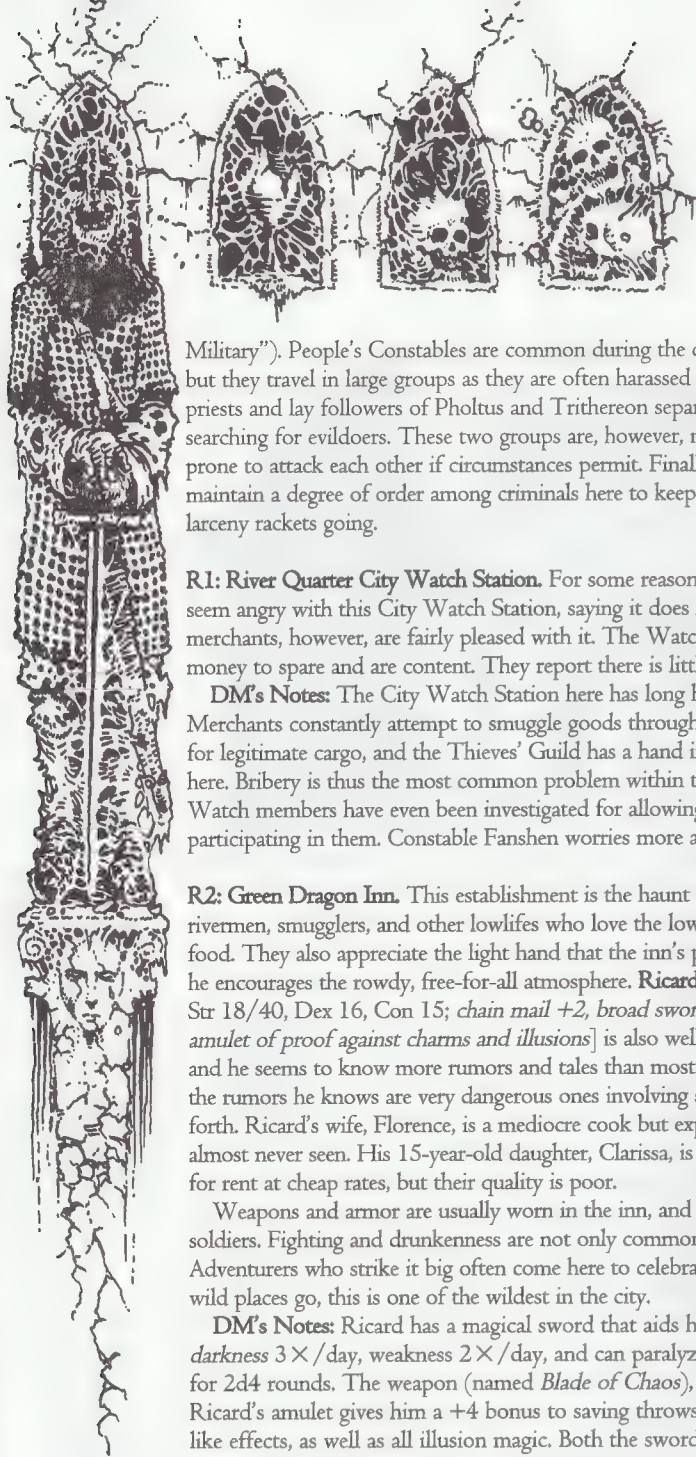 Military”). People’s Constables are common during the
but they travel in large groups as they are often harassed
priests and lay followers of Pholtus and Trithereon
searching for evildoers. These two groups are, however,
prone to attack each other if circumstances permit.
maintain a degree of order among criminals here to keep
larceny rackets going.
R1: River Quarter City Watch Station. For some reason
seem angry with this City Watch Station, saying it does
merchants, however, are fairly pleased with it. The
money to spare and are content. They report there is
DM’s Notes: The City Watch Station here has long
Merchants constantly attempt to smuggle goods through
for legitimate cargo, and the Thieves’ Guild has a hand
here. Bribery is thus the most common problem within
Watch members have even been investigated for allowing
participating in them. Constable Fanshen worries more
R2: Green Dragon Inn. This establishment is the haunt
rivermen, smugglers, and other lowlifes who love the
food. They also appreciate the light hand that the inn’s
he encourages the rowdy, free-for-all atmosphere. Ricard
Str 18/40, Dex 16, Con 15; chain mail +2, broad
amulet of proof against charms and illusions] is also
and he seems to know more rumors and tales than most
the rumors he knows are very dangerous ones involving
forth. Ricard’s wife, Florence, is a mediocre cook but
almost never seen. His 15-year-old daughter, Clarissa, is
for rent at cheap rates, but their quality is poor.
Weapons and armor are usually worn in the inn, and
soldiers. Fighting and drunkenness are not only common
Adventurers who strike it big often come here to
wild places go, this is one of the wildest in the city.
DM’s Notes: Ricard has a magical sword that aids
darkness 3×/day, weakness 2×/day, and can
for 2d4 rounds. The weapon (named Blade of Chaos),
Ricard’s amulet gives him a +4 bonus to saving throws
like effects, as well as all illusion magic. Both the sword